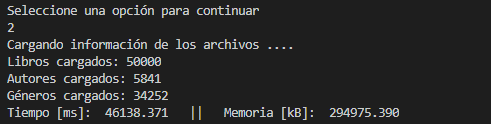 Seleccione una opción para continuar
2
Cargando información de los archivos ....
Libros cargados: 50000
Autores cargados: 5841
Géneros cargados: 34252
Tiempo [ms]:  46138.371   ||   Memoria [kB]:  294975.390